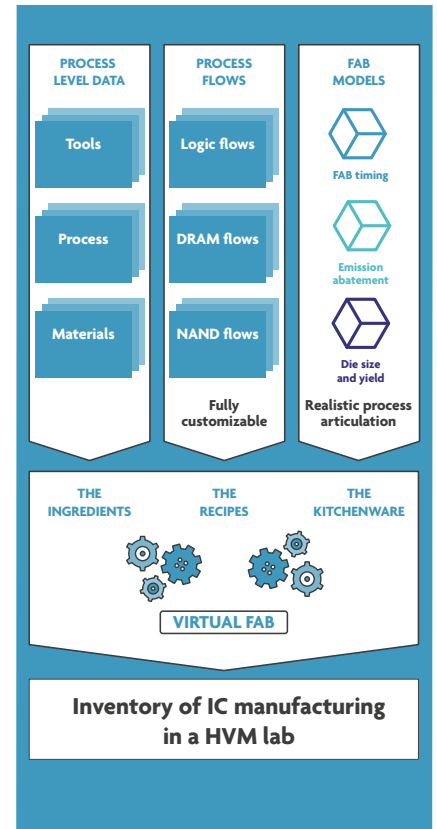 PROCESS
LEVEL DATA
Tools
Process
Materials
PROCESS
FLOWS
Logic flows
DRAM flows
NAND flows
Fully
customizable
FAB
MODELS
FAB timing
Emission
abatement
Die size
and yield
Realistic process
articulation
THE
INGREDIENTS
THE
RECIPES
THE
KITCHENWARE
VIRTUAL FAB
Inventory of IC manufacturing
in a HVM lab